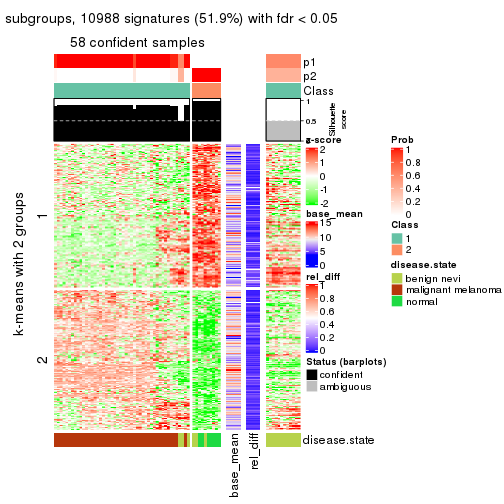 subgroups, 10988 signatures (51.9%) with fdr < 0.05
58 confident samples
p1
p2
Class
1
0.5
0
Silhouette
score
k-means with 2 groups
1
2
z-score
2
1
0
-1
-2
base_mean
15
10
5
0
rel_diff
1
0.8
0.6
0.4
0.2
0
Status (barplots)
confident
ambiguous
Prob
1
0.8
0.6
0.4
0.2
0
Class
1
2
disease.state
benign nevi
malignant melanoma
normal
disease.state
base_mean
rel_diff